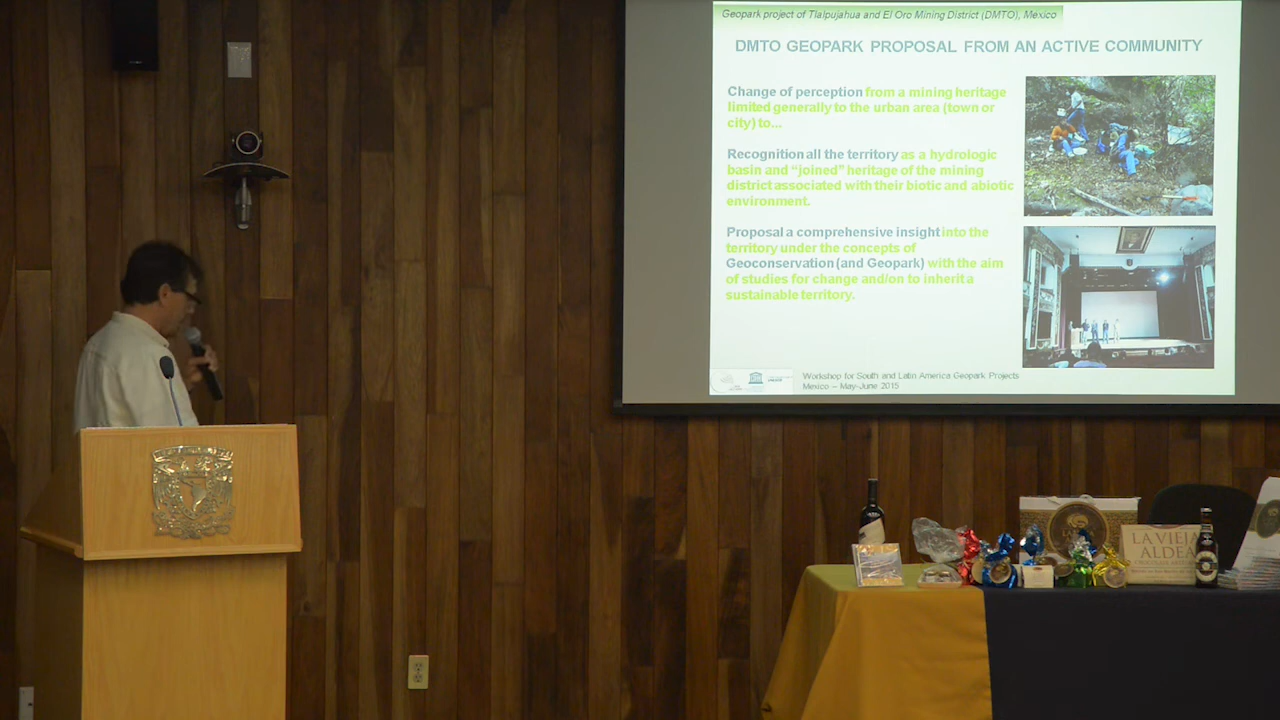 Geopark project of Tlalpujahua and El Oro Mining District (DMTO), Mexico
DMTO GEOPARK PROPOSAL FROM AN ACTIVE COMMUNITY
Change of perception from a mining heritage
limited generally to the urban area (town or
city) to...
Recognition all the territory as a hydrologic
basin and “joined” heritage of the mining
district associated with their biotic and abiotic
environment.
Proposal a comprehensive insight into the
territory under the concepts of
Geoconservation (and Geopark) with the aim
of studies for change and/on to inherit a
sustainable territory.
Workshop for South and Latin America Geopark Projects
Mexico – May-June 2015
LA VIEJA
ALDEA